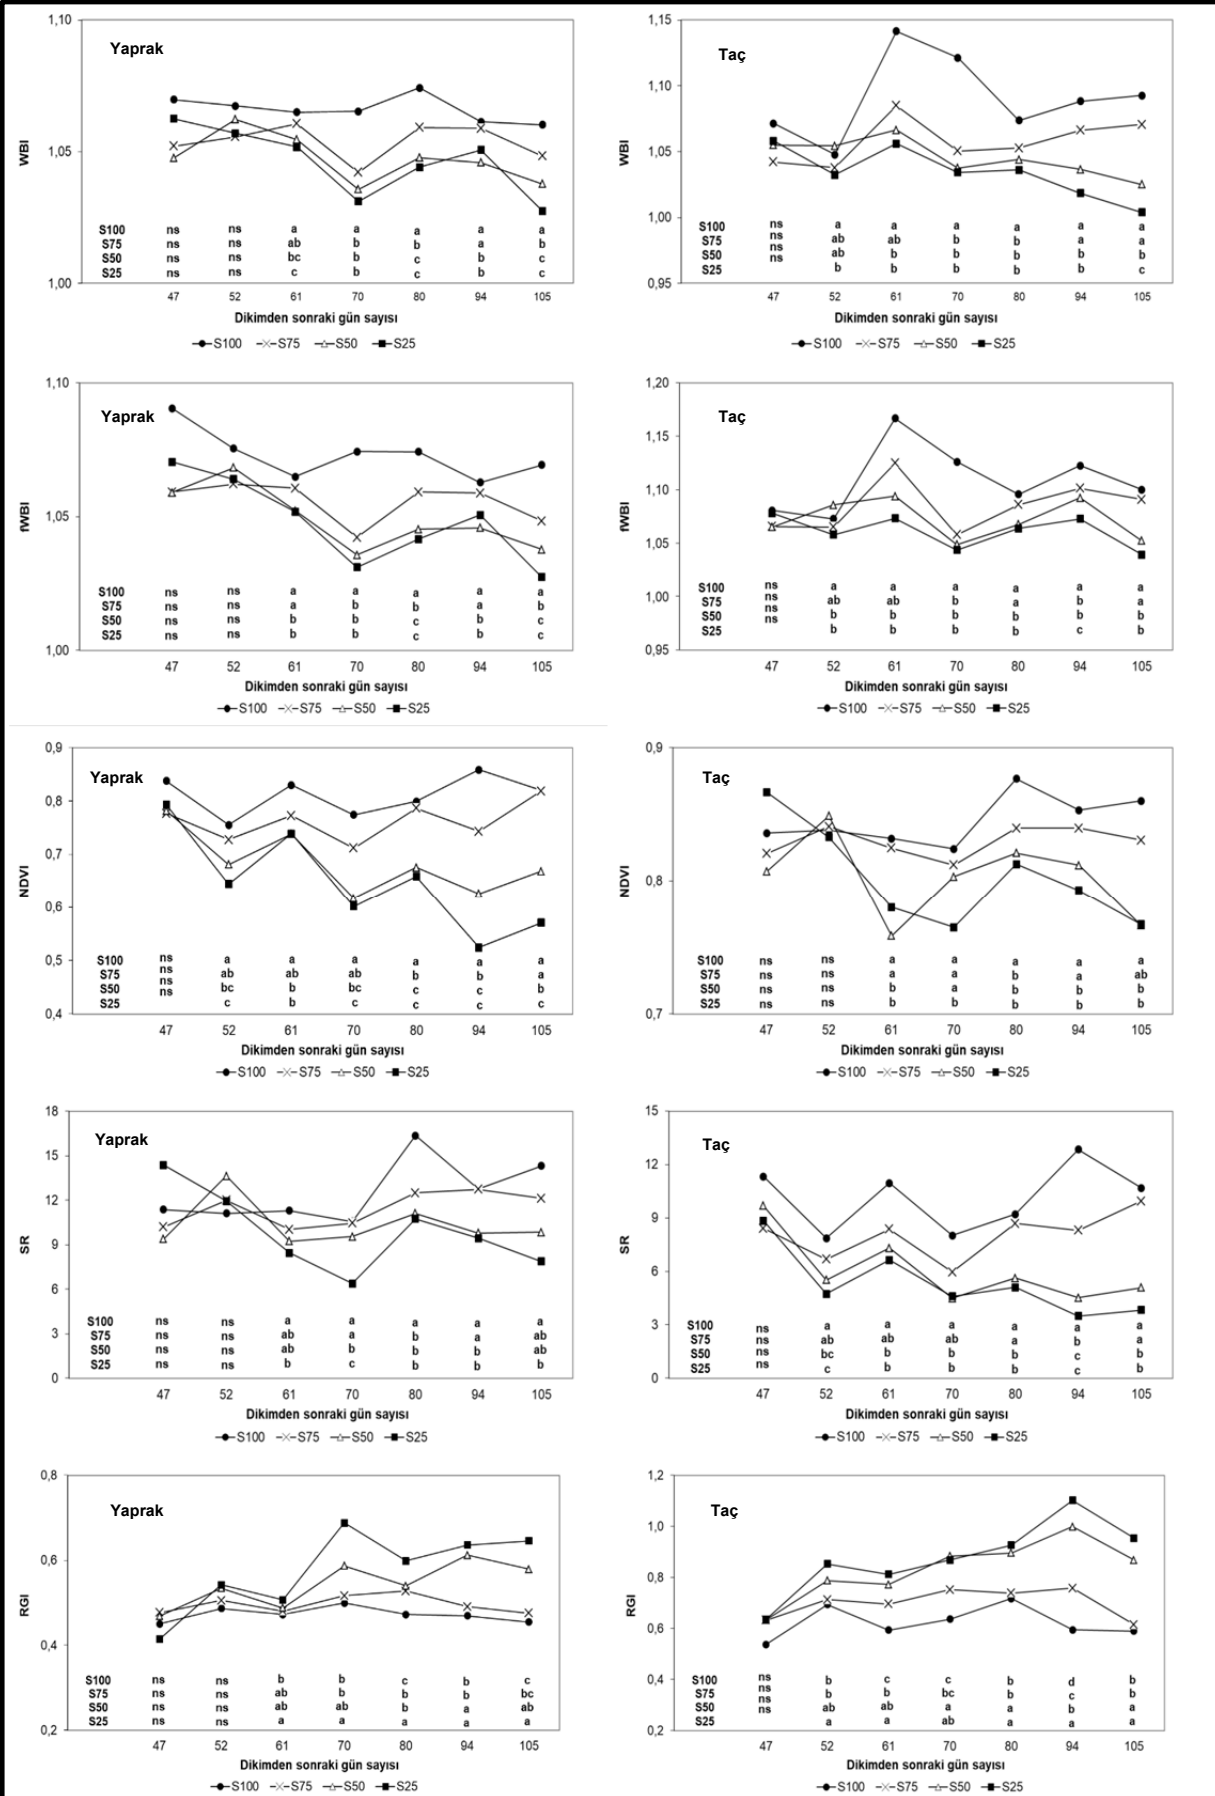 1,10
Yaprak
WBI
1,05
S100 ns ns a a a a a
S75 ns ns ab b b a b
S50 ns ns bc b c b c
S25 ns ns c b c b c
1,00
47 52 61 70 80 94 105
Dikimden sonraki gün sayısı
S100 S75 S50 S25
1,15
Taç
1,10
WBI
1,05
1,00
S100 ns a a a a a a
S75 ns ab ab b b a a
S50 ns ab b b b b b
S25 ns b b b b b c
0,95
47 52 61 70 80 94 105
Dikimden sonraki gün sayısı
S100 S75 S50 S25
1,10
Yaprak
fWBI
1,05
S100 ns ns a a a a a
S75 ns ns a b b a b
S50 ns ns b b c b c
S25 ns ns b b c b c
1,00
47 52 61 70 80 94 105
Dikimden sonraki gün sayısı
S100 S75 S50 S25
1,20
Taç
1,15
1,10
fWBI
1,05
1,00
S100 ns a a a a a a
S75 ns ab ab b a b a
S50 ns b b b b b b
S25 ns b b b b c b
0,95
47 52 61 70 80 94 105
Dikimden sonraki gün sayısı
S100 S75 S50 S25
0,9
Yaprak
0,8
0,7
NDVI
0,6
0,5
S100 ns a a a a a a
S75 ns ab ab ab b b a
S50 ns bc b bc c c b
S25 ns c b c c c c
0,4
47 52 61 70 80 94 105
Dikimden sonraki gün sayısı
S100 S75 S50 S25
0,9
Taç
NDVI
0,8
S100 ns ns a a a a a
S75 ns ns a a b a ab
S50 ns ns b a b b b
S25 ns ns b b b b b
0,7
47 52 61 70 80 94 105
Dikimden sonraki gün sayısı
S100 S75 S50 S25
18
Yaprak
15
12
SR
9
6
3
S100 ns ns a a a a a
S75 ns ns ab a b a ab
S50 ns ns ab b b b ab
S25 ns ns b c b b b
0
47 52 61 70 80 94 105
Dikimden sonraki gün sayısı
S100 S75 S50 S25
15
Taç
12
9
SR
6
3
S100 ns a a a a a a
S75 ns ab ab ab a b a
S50 ns bc b b b c b
S25 ns c b b b c b
0
47 52 61 70 80 94 105
Dikimden sonraki gün sayısı
S100 S75 S50 S25
0,8
Yaprak
0,6
RGI
0,4
S100 ns ns b b c b c
S75 ns ns ab b b b bc
S50 ns ns ab ab b a ab
S25 ns ns a a a a a
0,2
47 52 61 70 80 94 105
Dikimden sonraki gün sayısı
S100 S75 S50 S25
1,2
Taç
1,0
0,8
RGI
0,6
0,4
S100 ns b c c b d b
S75 ns b b bc b c b
S50 ns ab ab a a b a
S25 ns a a ab a a a
0,2
47 52 61 70 80 94 105
Dikimden sonraki gün sayısı
S100 S75 S50 S25